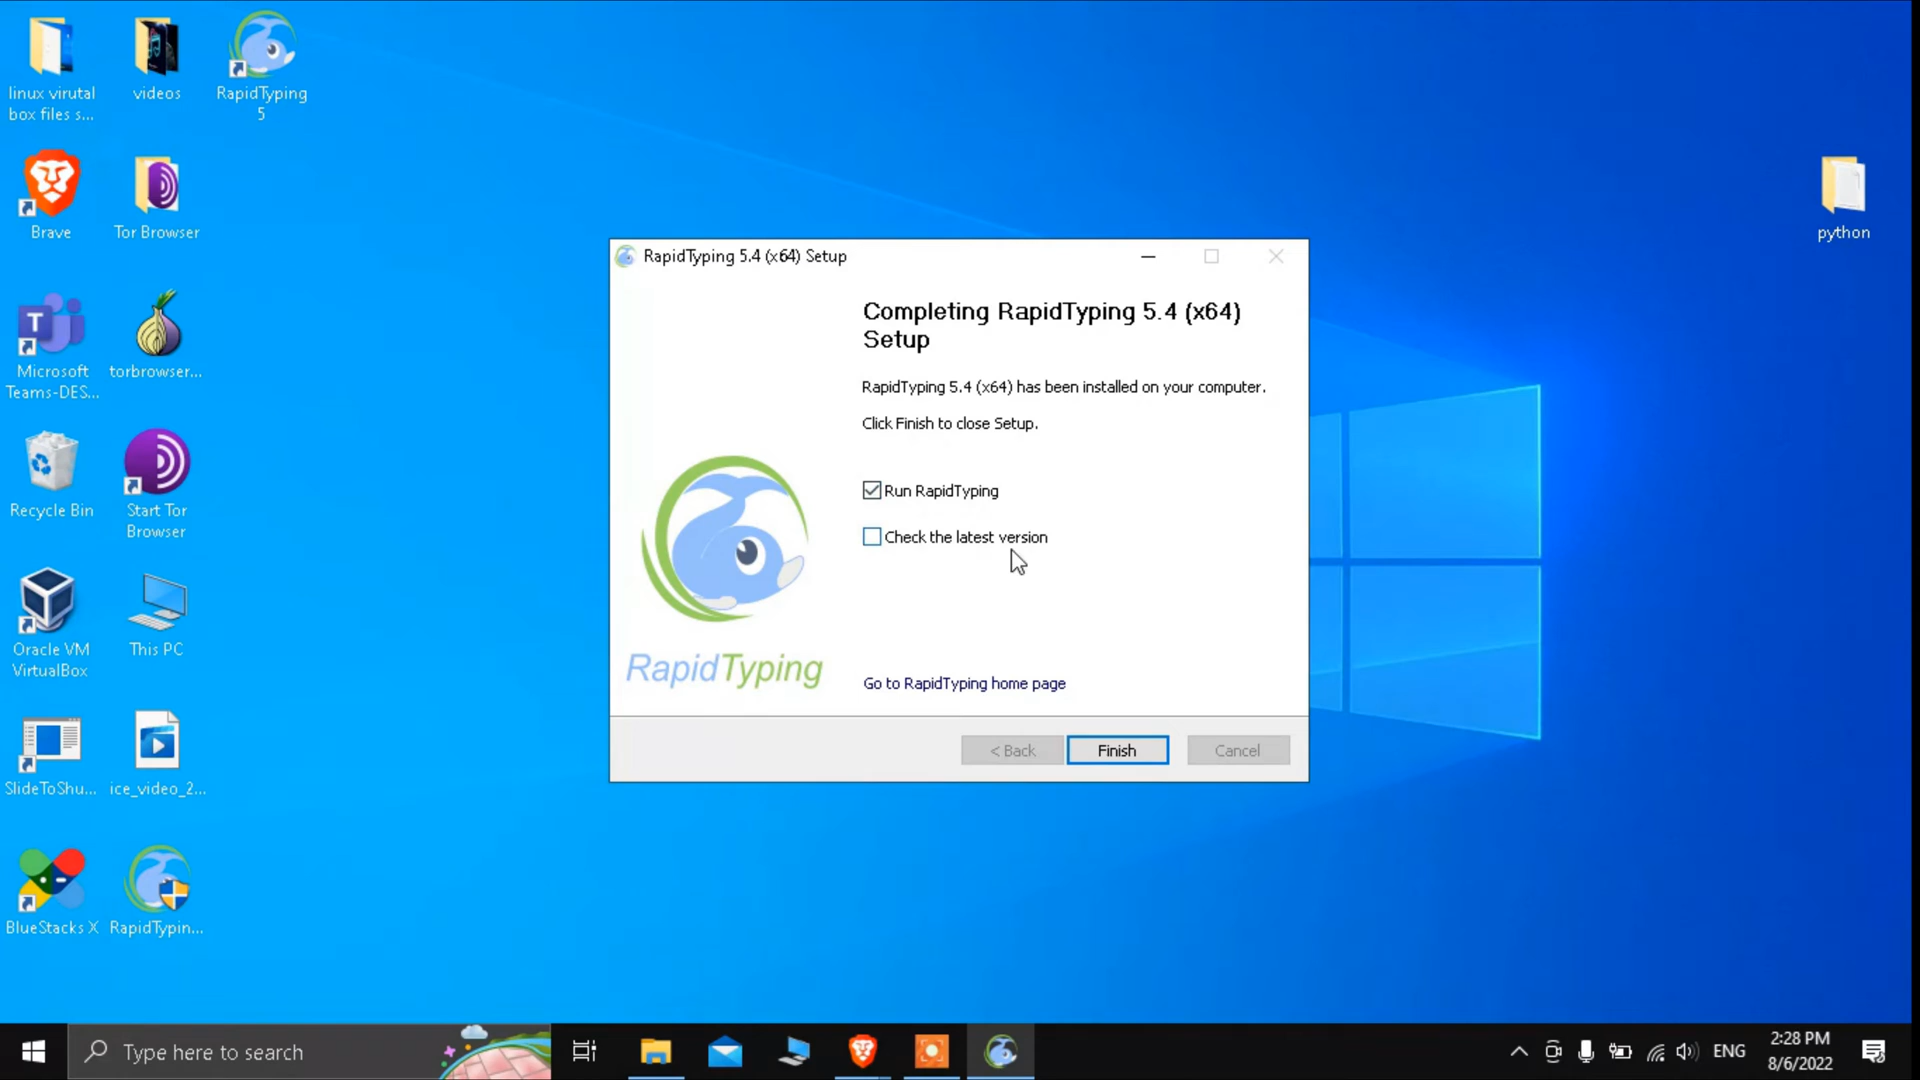 linux virutal
box files s...
videos
RapidTyping
5
Brave
Tor Browser
python
Microsoft
Teams-DES...
torbrowser...
Recycle Bin
Start Tor
Browser
Oracle VM
VirtualBox
This PC
SlideToShu...
ice_video_2...
BlueStacks X
RapidTypin...
RapidTyping 5.4 (x64) Setup
Completing RapidTyping 5.4 (x64)
Setup
RapidTyping 5.4 (x64) has been installed on your computer.
Click Finish to close Setup.
Run RapidTyping
Check the latest version
RapidTyping
Go to RapidTyping home page
< Back
Finish
Cancel
Type here to search
ENG
2:28 PM
8/6/2022